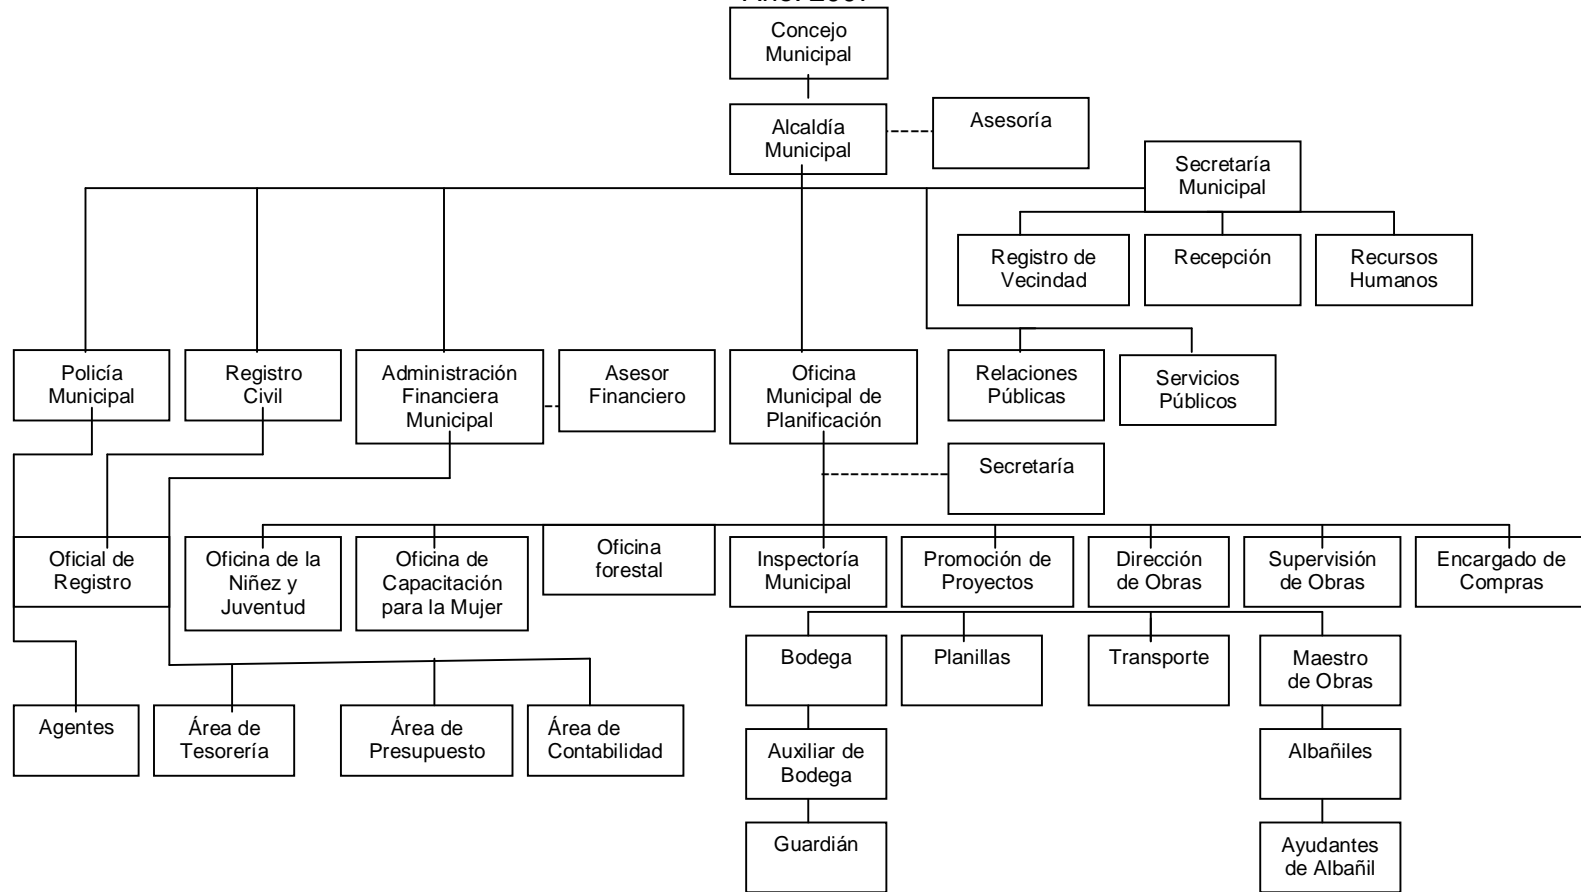 Concejo
Municipal
Alcaldía
Municipal
Asesoría
Secretaría
Municipal
Registro de
Vecindad
Recepción
Recursos
Humanos
Policía
Municipal
Registro
Civil
Administración
Financiera
Municipal
Asesor
Financiero
Oficina
Municipal de
Planificación
Relaciones
Públicas
Servicios
Públicos
Secretaría
Oficial de
Registro
Oficina de la
Niñez y
Juventud
Oficina de
Capacitación
para la Mujer
Oficina
forestal
Inspectoría
Municipal
Promoción de
Proyectos
Dirección
de Obras
Supervisión
de Obras
Encargado de
Compras
Bodega
Planillas
Transporte
Maestro
de Obras
Agentes
Área de
Tesorería
Área de
Presupuesto
Área de
Contabilidad
Auxiliar de
Bodega
Albañiles
Guardián
Ayudantes
de Albañil